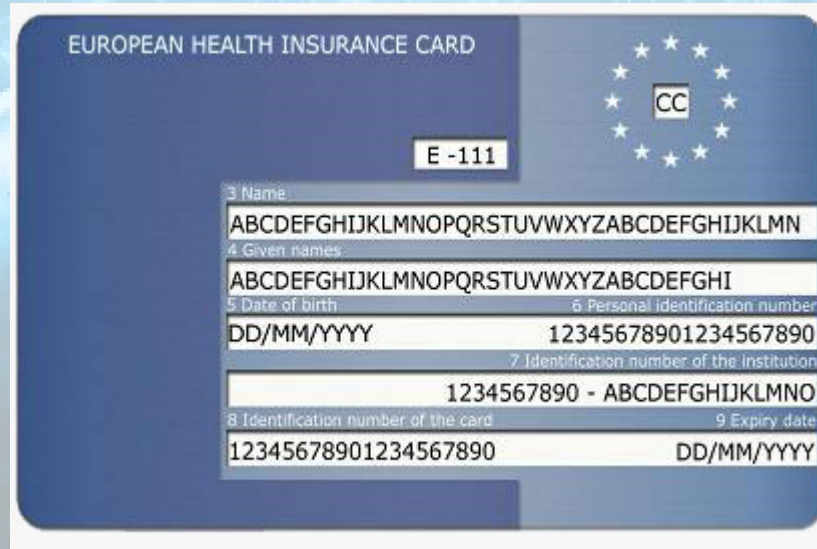 EUROPEAN HEALTH INSURANCE CARD
CC
E -111
3 Name
ABCDEFGHIJKLMNOPQRSTUVWXYZABCDEFGHIJKLMN
4 Given names
ABCDEFGHIJKLMNOPQRSTUVWXYZABCDEFGHI
5 Date of birth 6 Personal identification number
DD/MM/YYYY 12345678901234567890
7 Identification number of the institution
1234567890 - ABCDEFGHIJKLMNO
8 Identification number of the card 9 Expiry date
12345678901234567890 DD/MM/YYYY